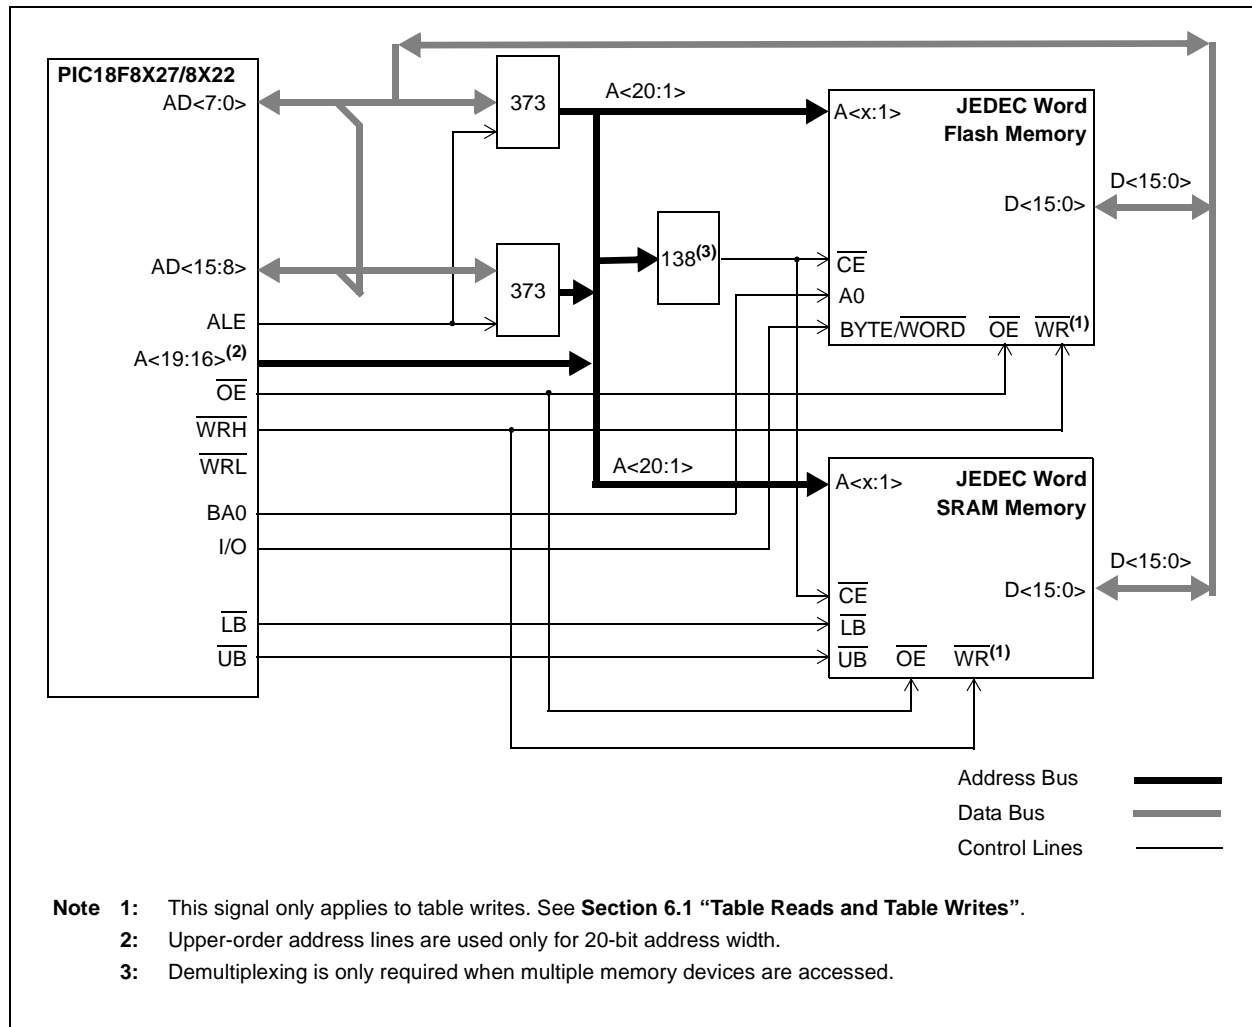 PIC18F8X27/8X22
AD<7:0>
AD<15:8>
ALE
A<19:16>(2)
OE
WRH
WRL
BA0
I/O
LB
UB
373
373
A<20:1>
138(3)
A<20:1>
A<x:1>
JEDEC Word
Flash Memory
D<15:0>
D<15:0>
CE
A0
BYTE/WORD OE WR(1)
A<x:1>
JEDEC Word
SRAM Memory
D<15:0>
D<15:0>
CE
LB
UB OE WR(1)
Address Bus
Data Bus
Control Lines
Note 1: This signal only applies to table writes. See Section 6.1 “Table Reads and Table Writes”.
2: Upper-order address lines are used only for 20-bit address width.
3: Demultiplexing is only required when multiple memory devices are accessed.